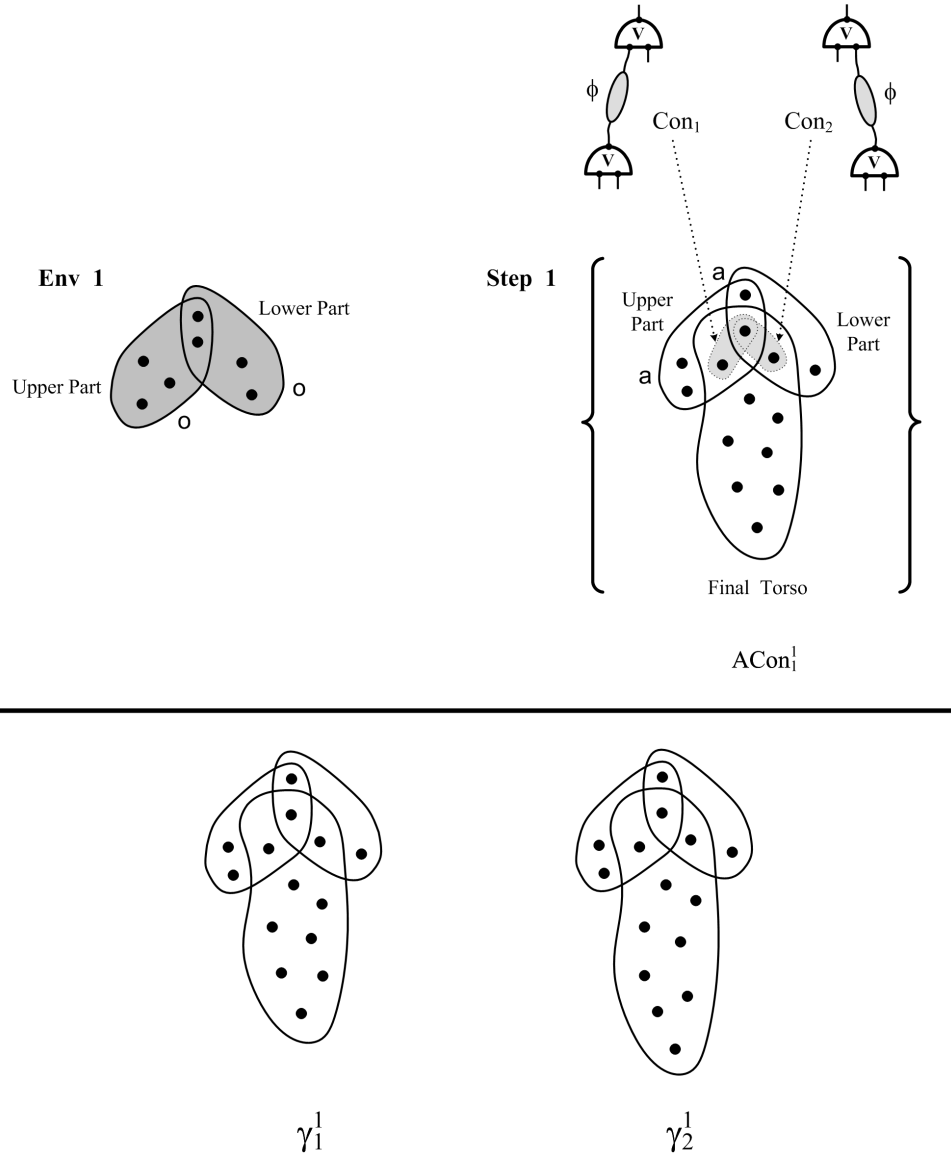 V
V
ϕ
ϕ
Con₁
Con₂
V
V
Env 1
Step 1
Lower Part
Upper Part
o
o
a
Upper
Part
a
Lower
Part
Final Torso
ACon₁¹
γ₁¹
γ₂¹